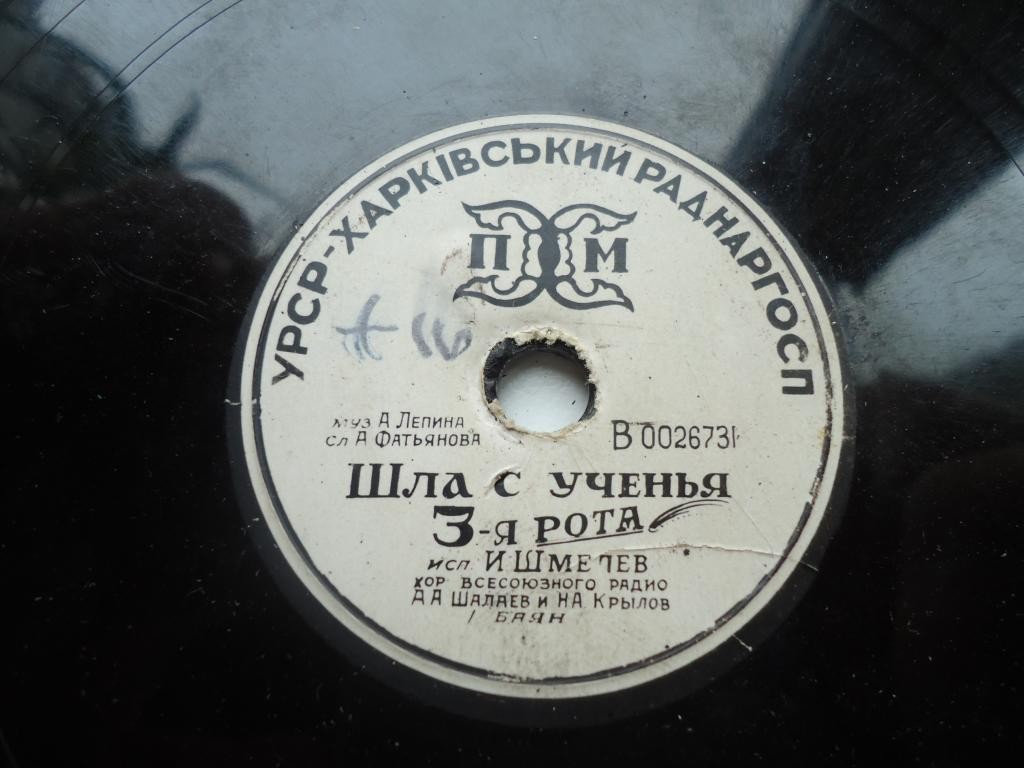 УРСР-ХАРКІВСЬКИЙ РАДНАРГОСП
П М
А 16
муз А Лепина
сл А Фатьянова
В 0026731
Шла с ученья
3-я рота
исп. И Шмелев
хор всесоюзного радио
А А Шалаев и Н.А. Крылов
/ баян